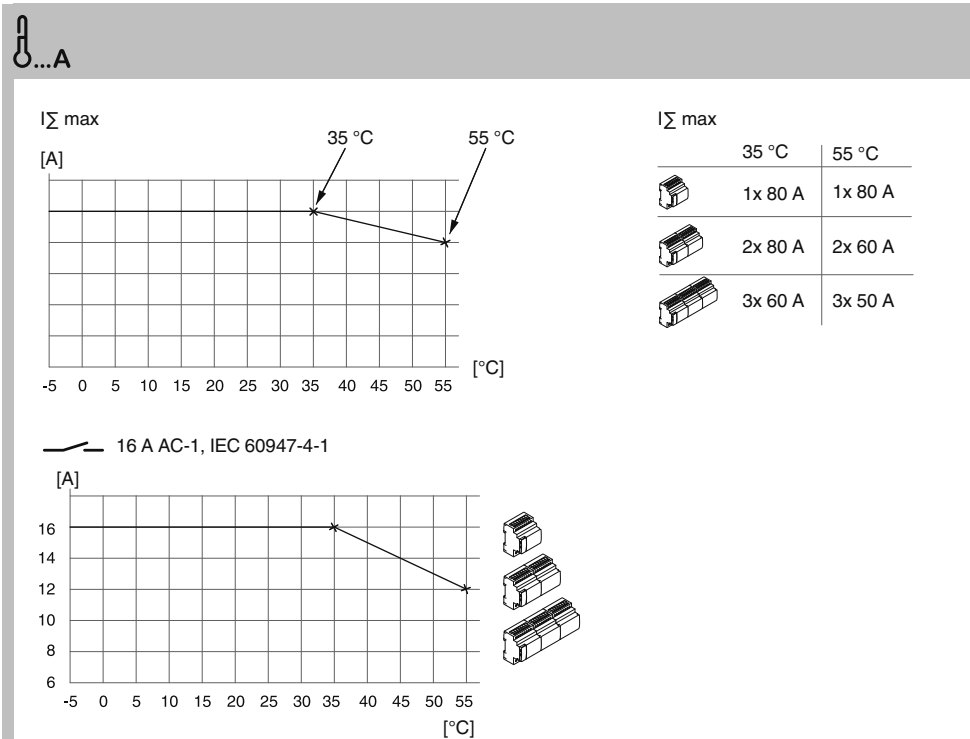 ...A
I∑ max
[A]
35 °C
55 °C
[°C]
-5 0 5 10 15 20 25 30 35 40 45 50 55
I∑ max
35 °C 55 °C
1x 80 A 1x 80 A
2x 80 A 2x 60 A
3x 60 A 3x 50 A
16 A AC-1, IEC 60947-4-1
[A]
16
14
12
10
8
6
-5 0 5 10 15 20 25 30 35 40 45 50 55
[°C]